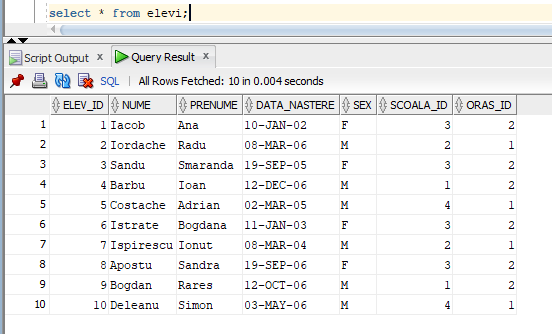 select * from elevi;
Script Output x Query Result x
SQL | All Rows Fetched: 10 in 0.004 seconds
ELEV_ID NUME PRENUME DATA_NASTERE SEX SCOALA_ID ORAS_ID
1 1 Iacob Ana 10-JAN-02 F 3 2
2 2 Iordache Radu 08-MAR-06 M 2 1
3 3 Sandu Smaranda 19-SEP-05 F 3 2
4 4 Barbu Ioan 12-DEC-06 M 1 2
5 5 Costache Adrian 02-MAR-05 M 4 1
6 6 Istrate Bogdana 11-JAN-03 F 3 2
7 7 Ispirescu Ionut 08-MAR-04 M 2 1
8 8 Apostu Sandra 19-SEP-06 F 3 2
9 9 Bogdan Rares 12-OCT-06 M 1 2
10 10 Deleanu Simon 03-MAY-06 M 4 1